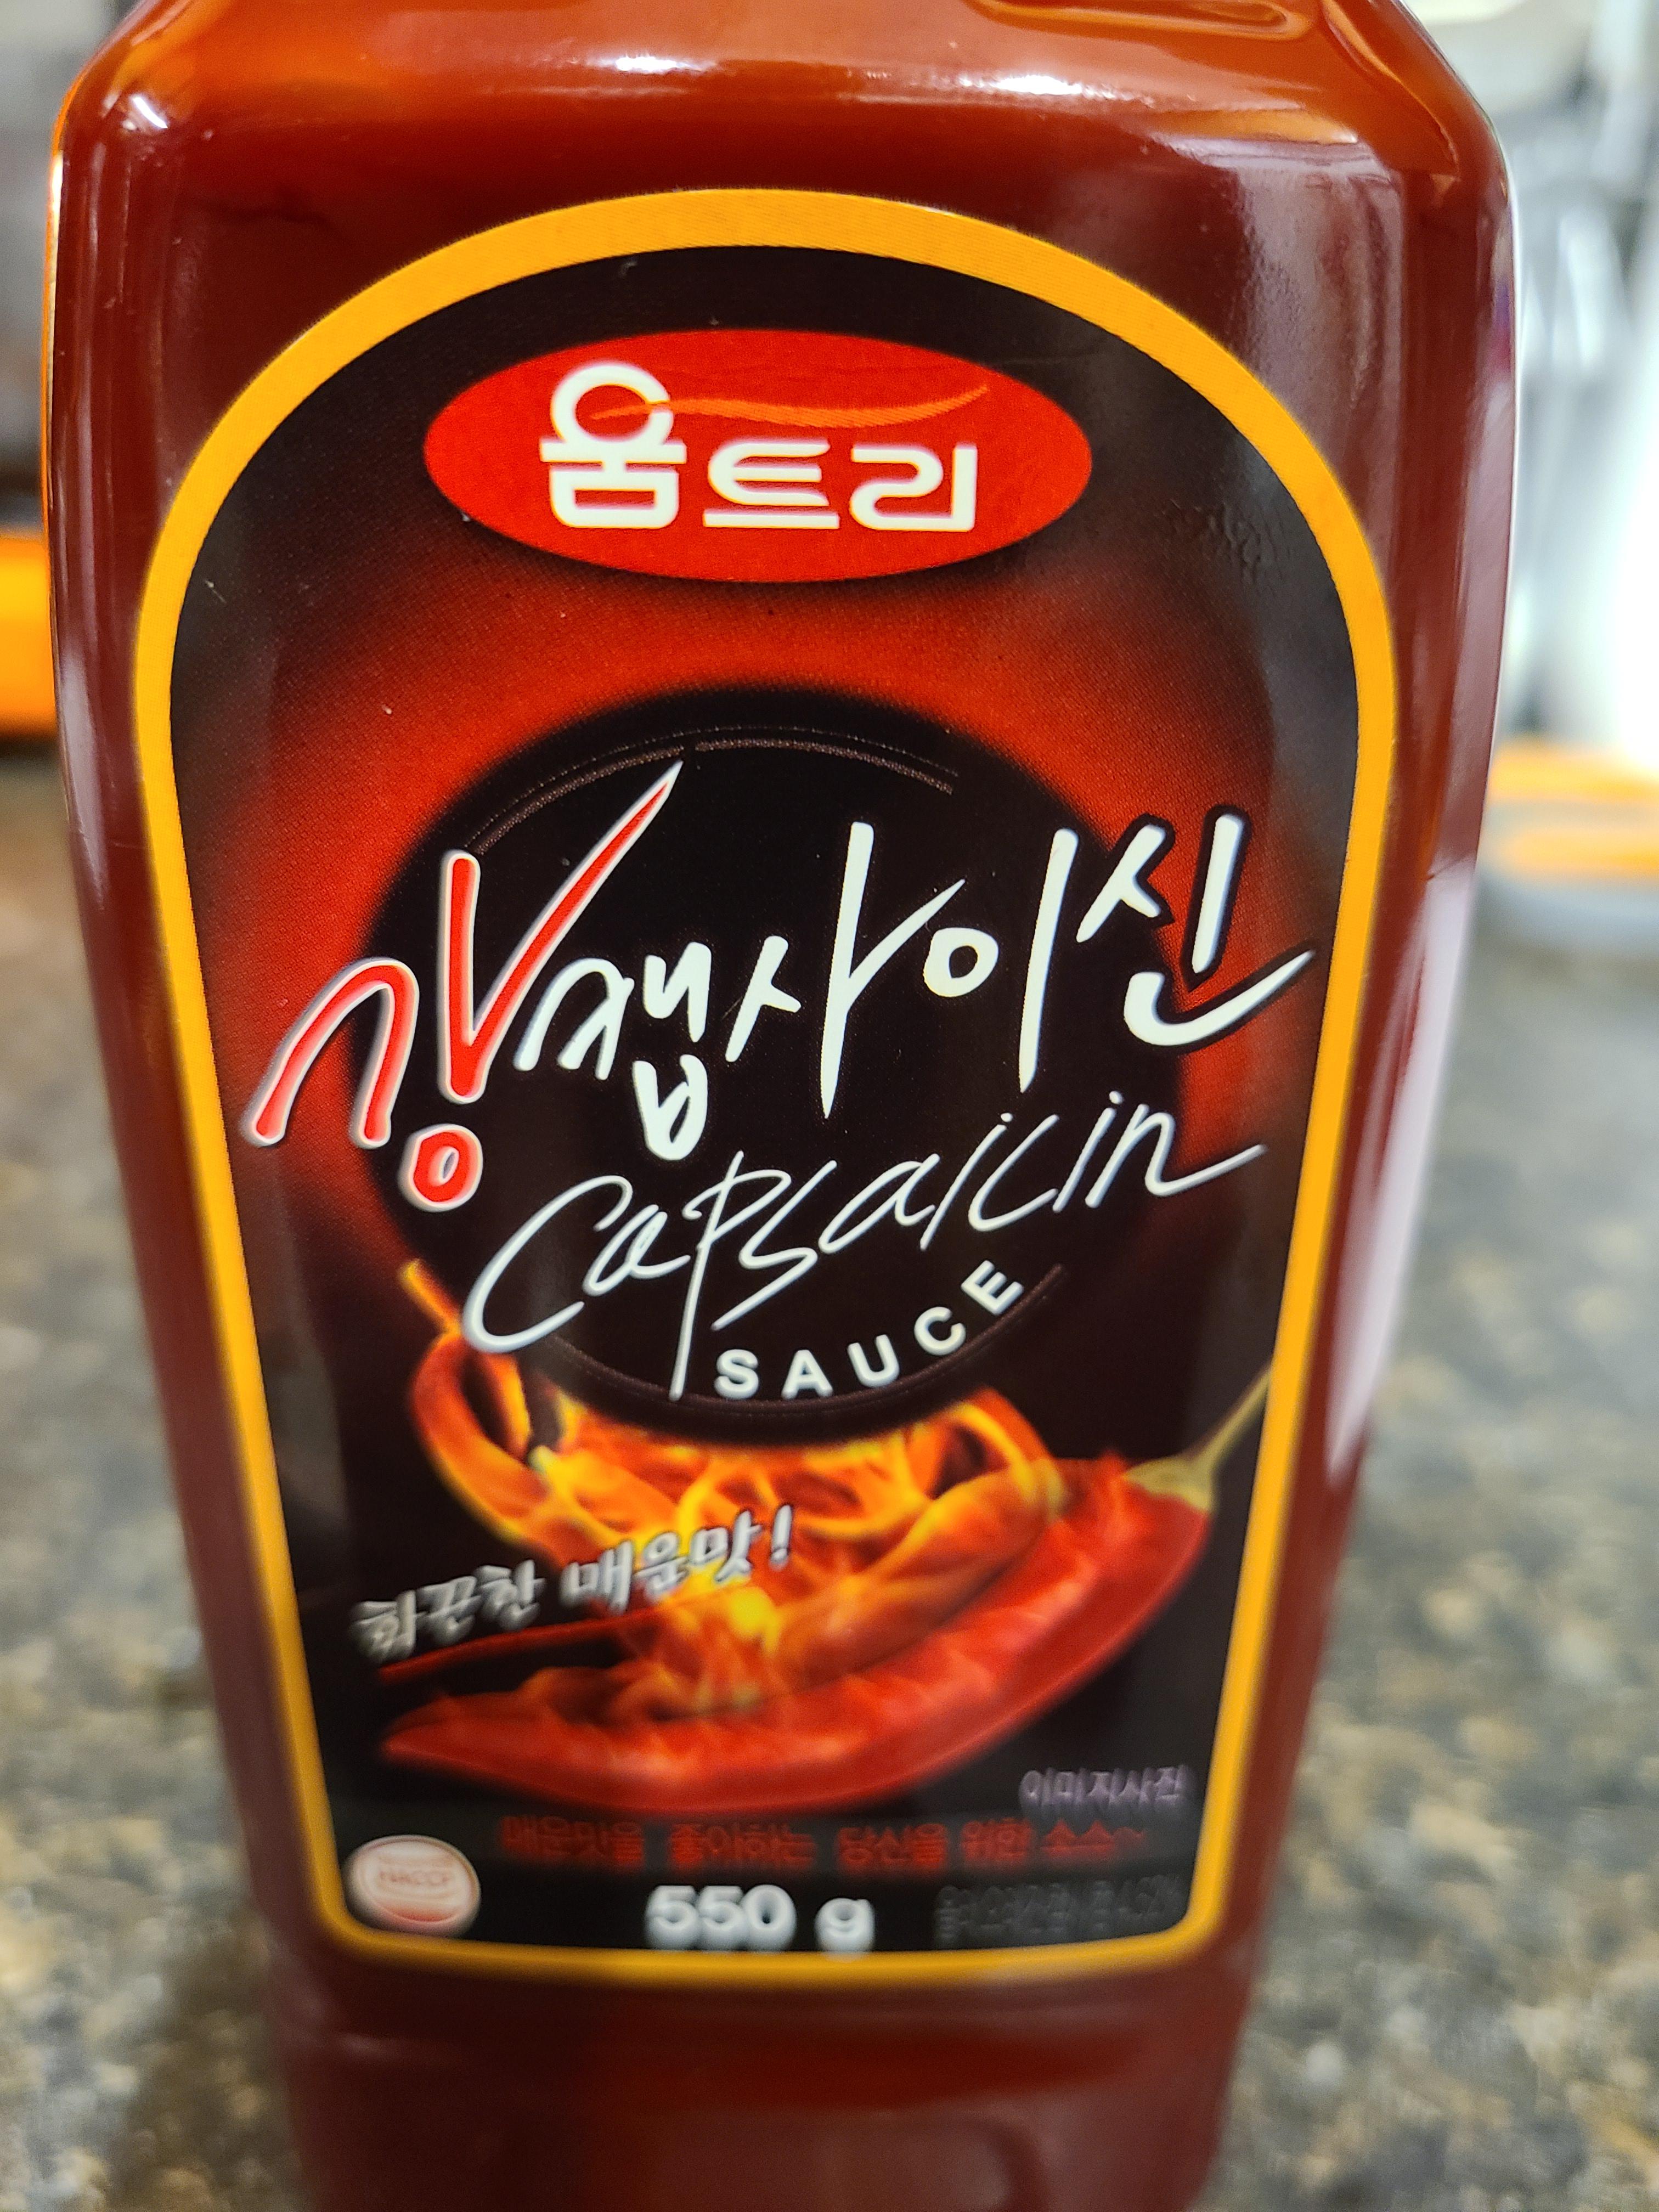 움트리
강캡사이신
Capsaicin
SAUCE
화끈한 매운맛!
이미지사진
매운맛을 좋아하는 당신을 위한 소스~
HACCP
550 g